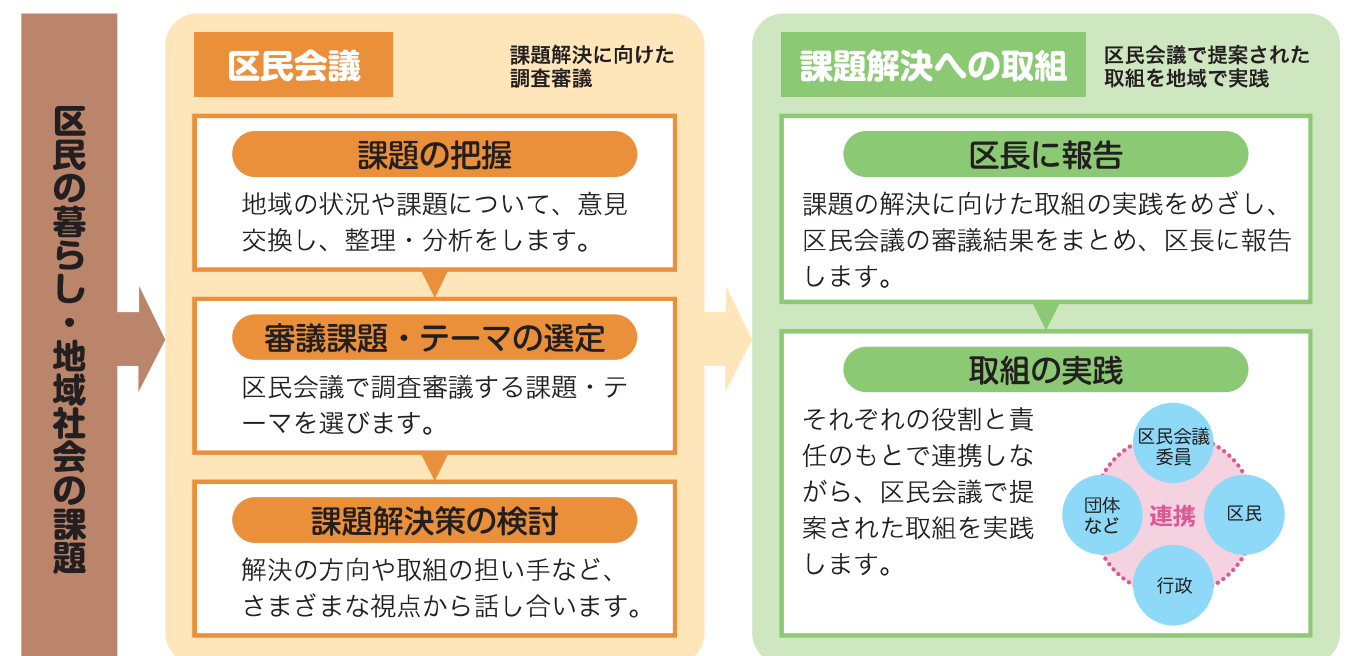 区民の暮らし・地域社会の課題
区民会議
課題解決に向けた
調査審議
課題の把握
地域の状況や課題について、意見
交換し、整理・分析をします。
審議課題・テーマの選定
区民会議で調査審議する課題・テ
ーマを選びます。
課題解決策の検討
解決の方向や取組の担い手など、
さまざまな視点から話し合います。
課題解決への取組
区民会議で提案された
取組を地域で実践
区長に報告
課題の解決に向けた取組の実践をめざし、
区民会議の審議結果をまとめ、区長に報告
します。
取組の実践
それぞれの役割と責
任のもとで連携しな
がら、区民会議で提
案された取組を実践
します。
区民会議
委員
団体
など
連携
区民
行政